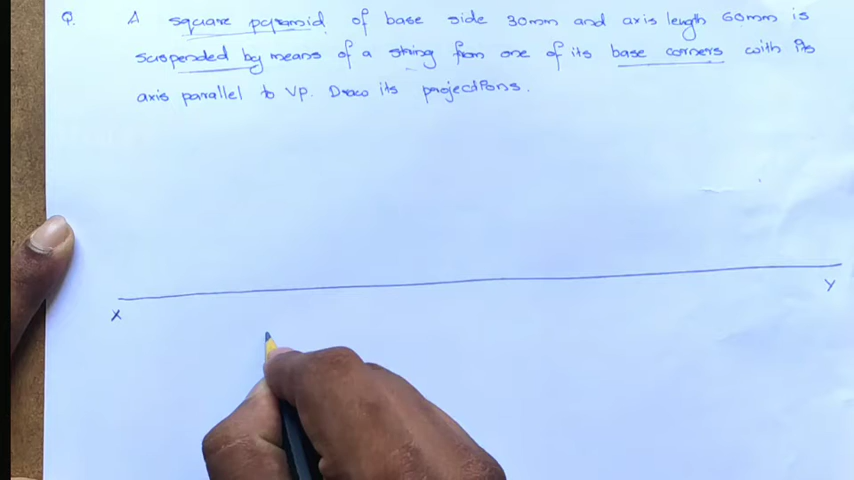 Q. A square pyramid of base side 30mm and axis length 60mm is
suspended by means of a string from one of its base corners with its
axis parallel to VP. Draw its projections.
X Y